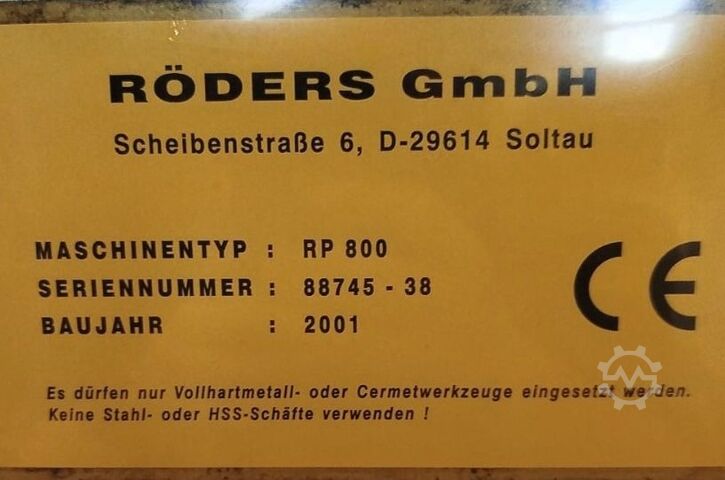 RÖDERS GmbH
Scheibenstraße 6, D-29614 Soltau
MASCHINENTYP : RP 800
SERIENNUMMER : 88745 - 38
BAUJAHR : 2001
CE
Es dürfen nur Vollhartmetall- oder Cermetwerkzeuge eingesetzt werden.
Keine Stahl- oder HSS-Schäfte verwenden !